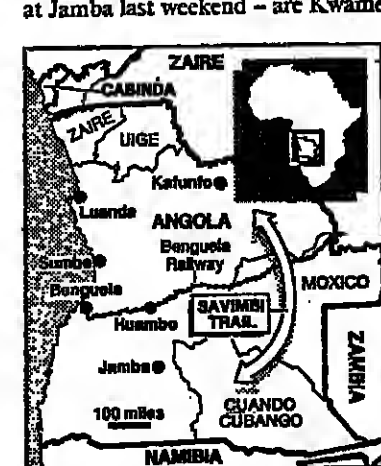 at Jamba last weekend – are Kwame
ZAIRE
CABINDA
ZAIRE
UIGE
Kafunfo
Luanda
ANGOLA
Benguela
Railway
Sumbe
MOXICO
Benguela
SAVIMBI
TRAIL
Huambo
ZAMBIA
Jamba
100 miles
CUANDO
CUBANGO
NAMIBIA